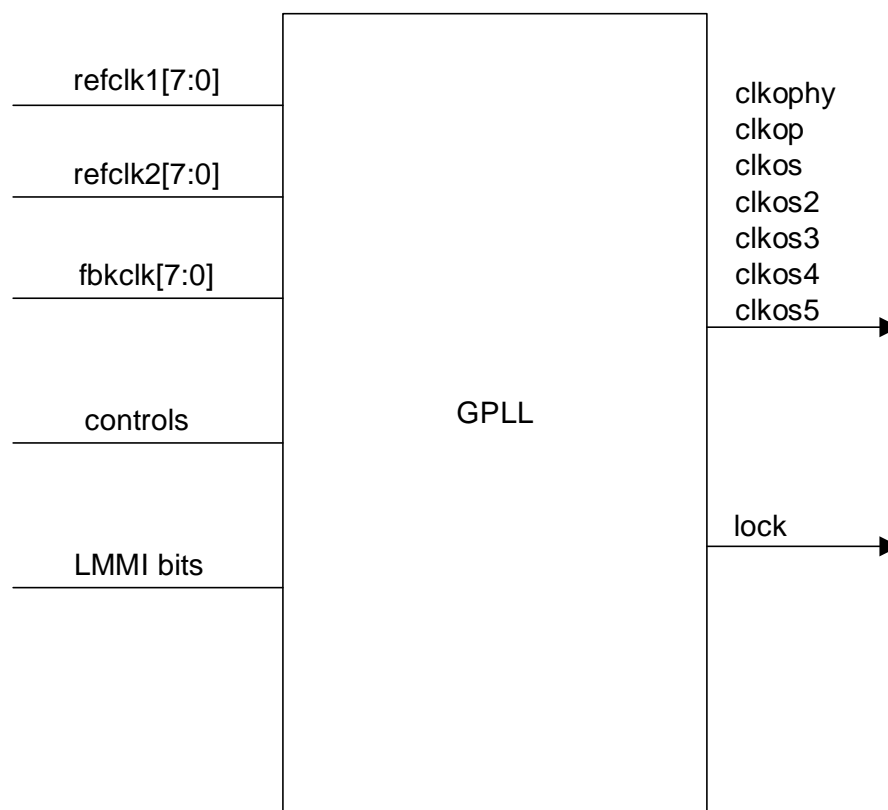 refclk1[7:0]
refclk2[7:0]
fbkclk[7:0]
controls
LMMI bits
GPLL
clkophy
clkop
clkos
clkos2
clkos3
clkos4
clkos5
lock